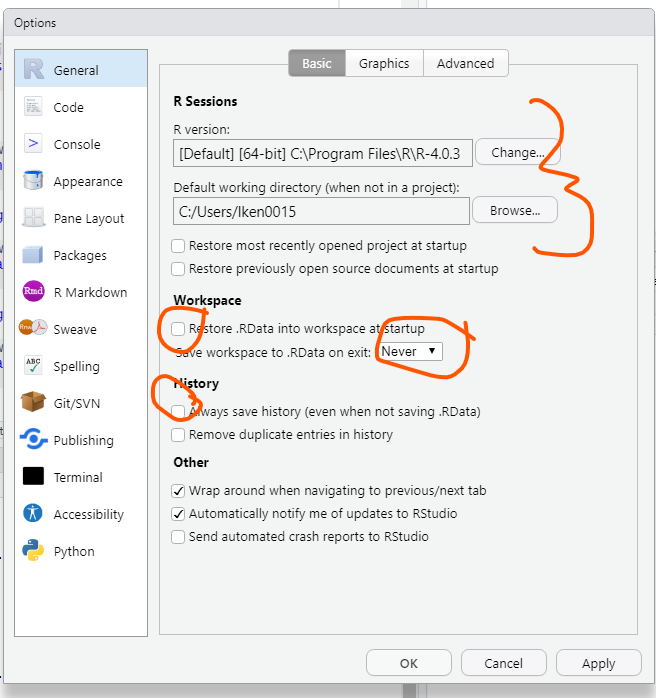 Options
Basic
Graphics
Advanced
General
Code
Console
Appearance
Pane Layout
Packages
Rmd
R Markdown
Rnw
Sweave
ABC
Spelling
Git/SVN
Publishing
Terminal
Accessibility
Python
R Sessions
R version:
[Default] [64-bit] C:\Program Files\R\R-4.0.3
Change...
Default working directory (when not in a project):
C:/Users/Iken0015
Browse...
Restore most recently opened project at startup
Restore previously open source documents at startup
Workspace
Restore .RData into workspace at startup
Save workspace to .RData on exit:
Never
History
Always save history (even when not saving .RData)
Remove duplicate entries in history
Other
Wrap around when navigating to previous/next tab
Automatically notify me of updates to RStudio
Send automated crash reports to RStudio
OK
Cancel
Apply